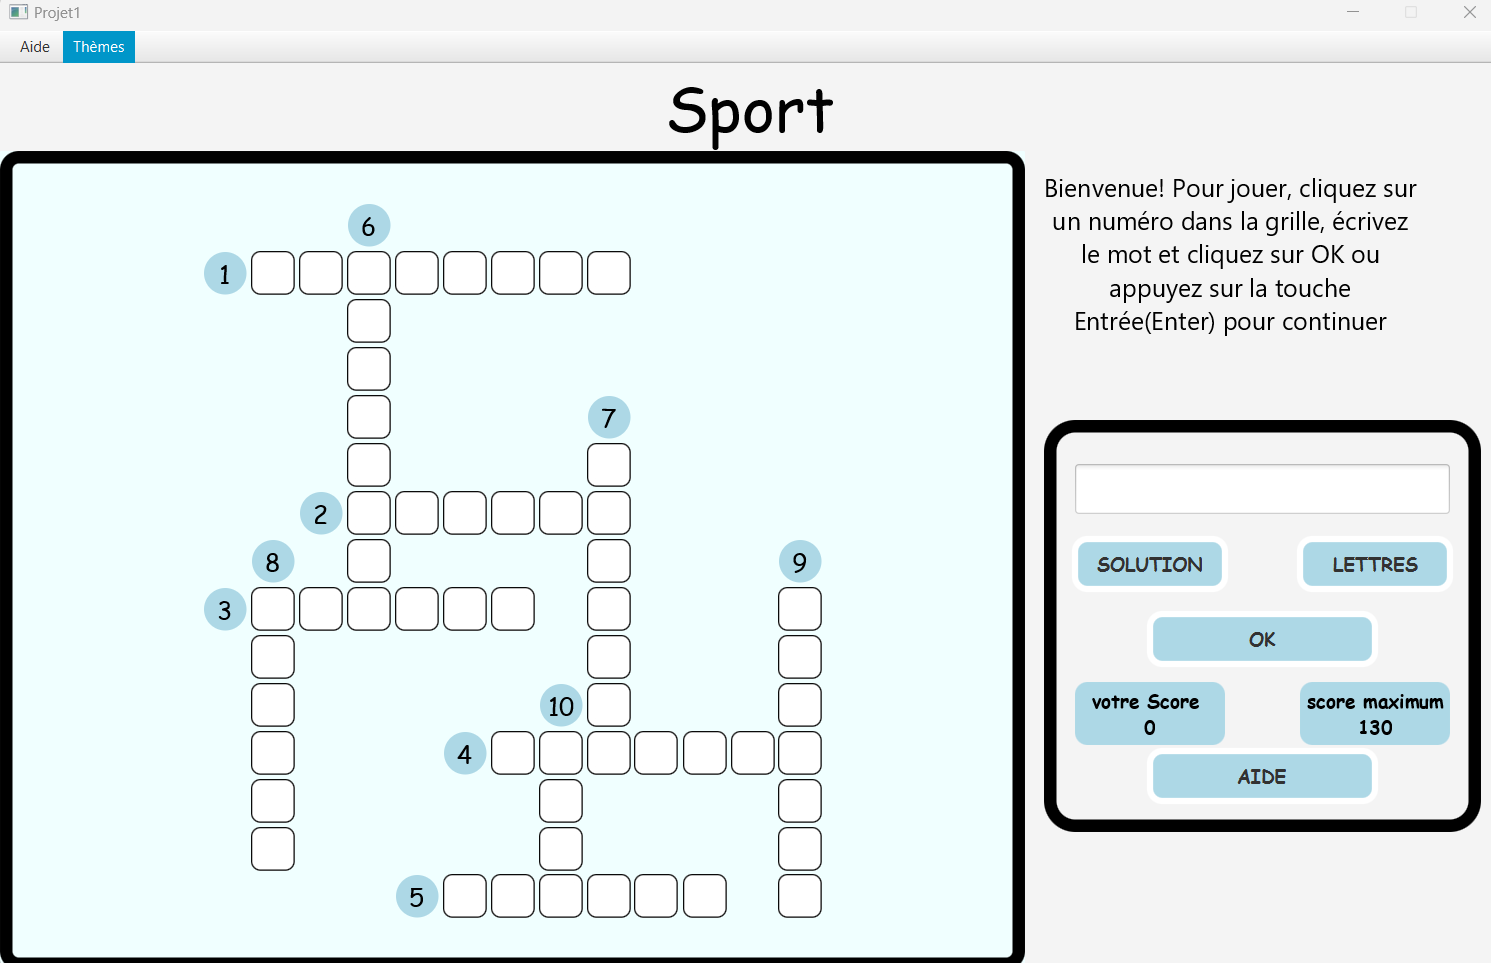 Projet1
Aide Thèmes
Sport
Bienvenue! Pour jouer, cliquez sur
un numéro dans la grille, écrivez
le mot et cliquez sur OK ou
appuyez sur la touche
Entrée(Enter) pour continuer
6
1
7
2
8
9
3
10
4
5
SOLUTION LETTRES
OK
votre Score
0
score maximum
130
AIDE